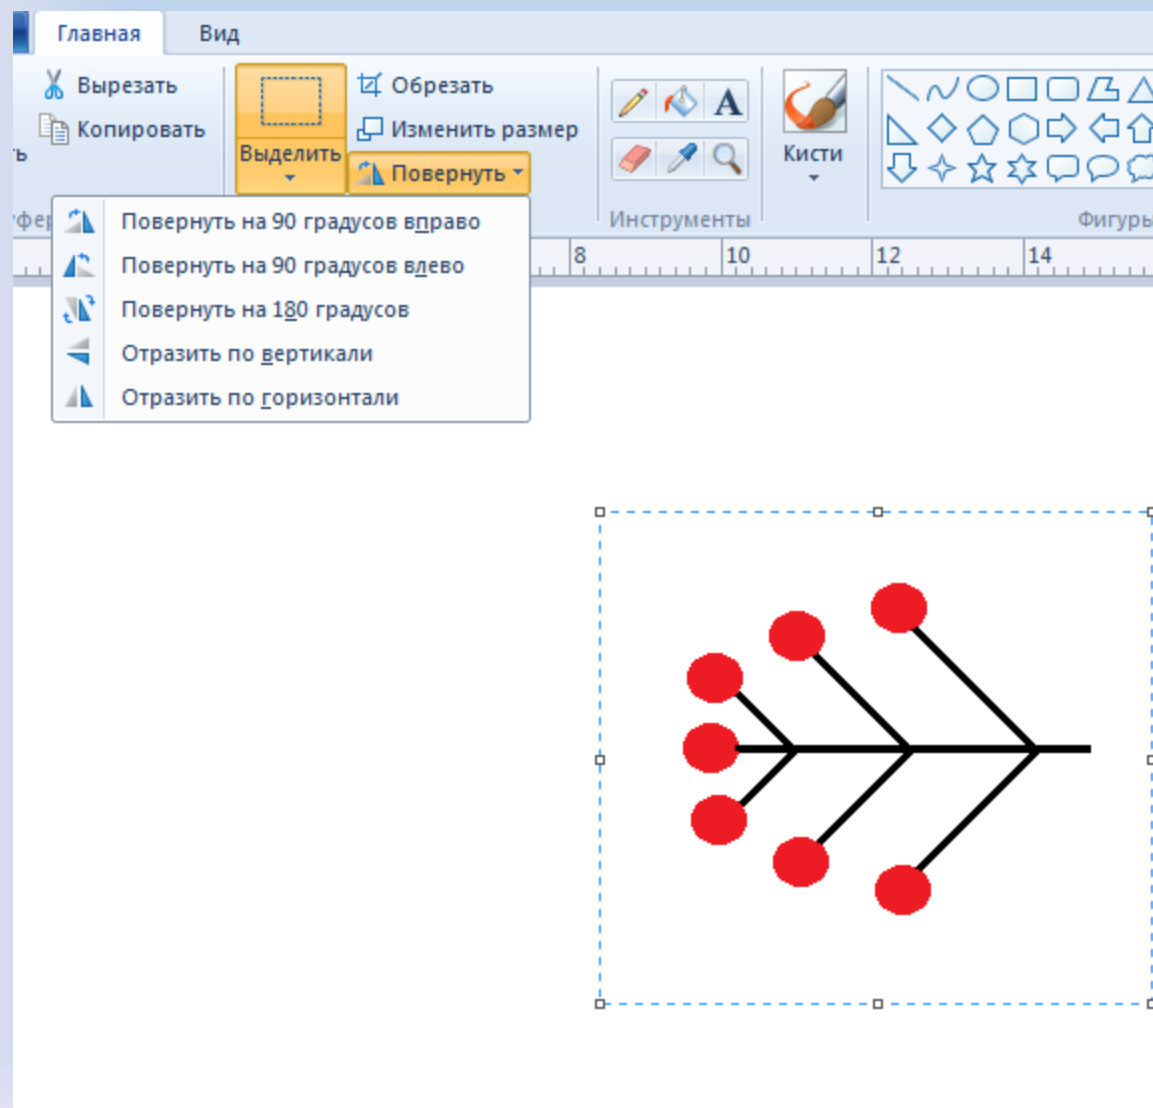 Главная Вид
Вырезать
Копировать
ь
Выделить
Обрезать
Изменить размер
Повернуть
A
Кисти
Инструменты
Фигуры
фер
Повернуть на 90 градусов вправо
Повернуть на 90 градусов влево
Повернуть на 180 градусов
Отразить по вертикали
Отразить по горизонтали
8 10 12 14